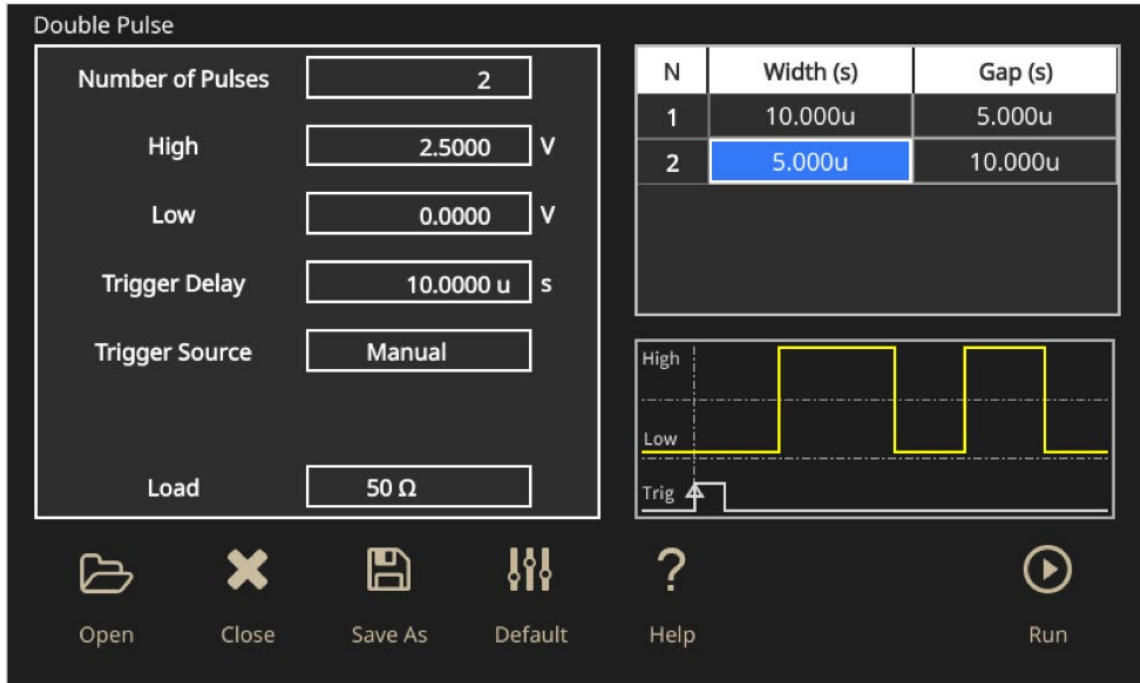 Double Pulse
Number of Pulses 2
High 2.5000 V
Low 0.0000 V
Trigger Delay 10.0000 u s
Trigger Source Manual
Load 50 Ω
N Width (s) Gap (s)
1 10.000u 5.000u
2 5.000u 10.000u
High
Low
Trig
Open Close Save As Default ? Help Run